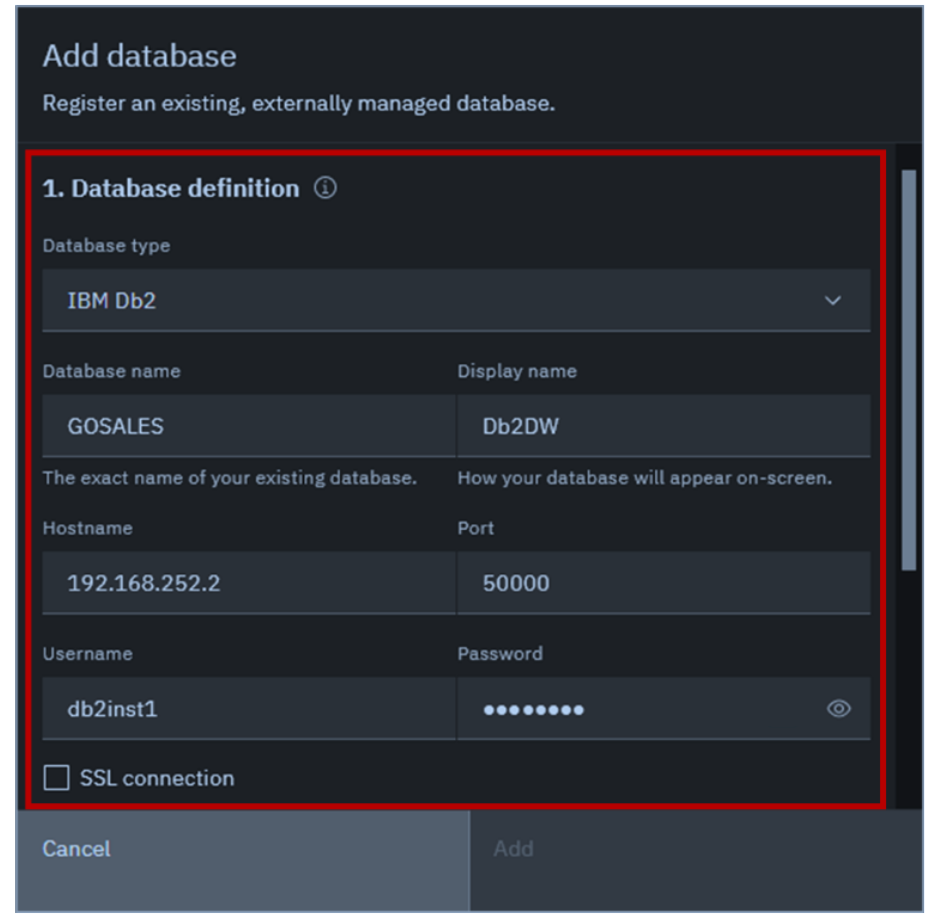 Add database
Register an existing, externally managed database.
1. Database definition
Database type
IBM Db2
Database name
Display name
GOSALES
Db2DW
The exact name of your existing database.
How your database will appear on-screen.
Hostname
Port
192.168.252.2
50000
Username
Password
db2inst1
••••••••
SSL connection
Cancel
Add